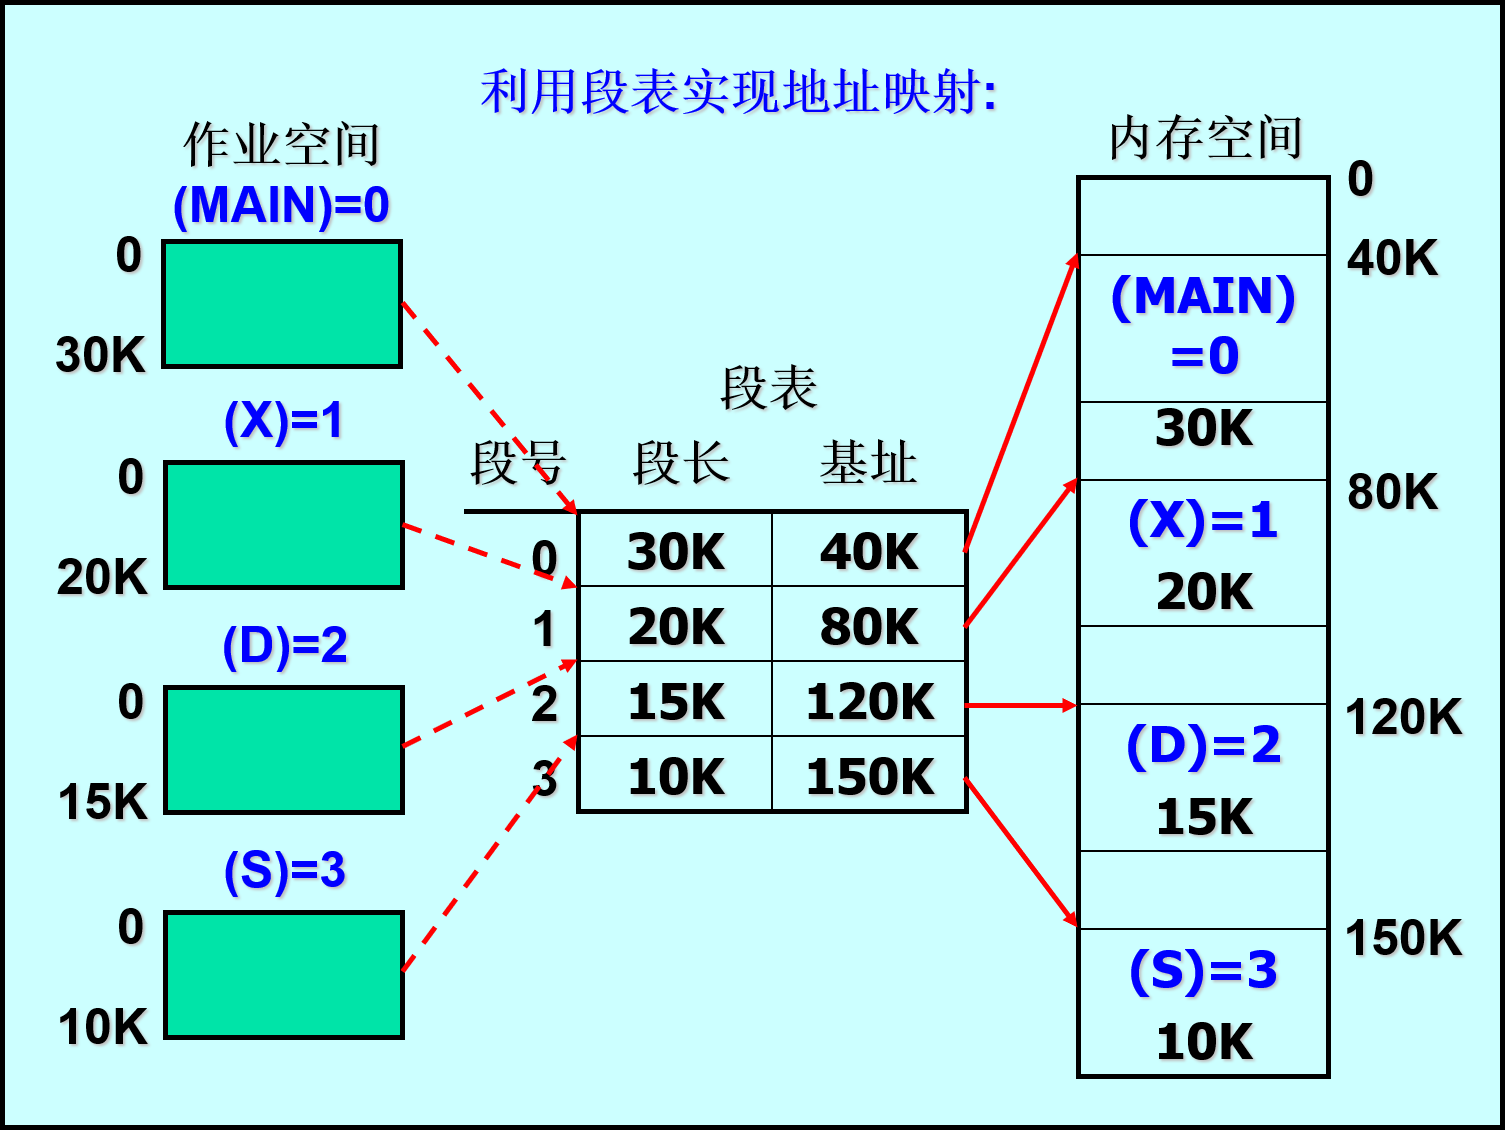 利用段表实现地址映射:
作业空间
(MAIN)=0
0
30K
(X)=1
0
20K
(D)=2
0
15K
(S)=3
0
10K
段表
段号 段长 基址
0 30K 40K
1 20K 80K
2 15K 120K
3 10K 150K
内存空间
0
40K
(MAIN)
=0
30K
80K
(X)=1
20K
120K
(D)=2
15K
150K
(S)=3
10K